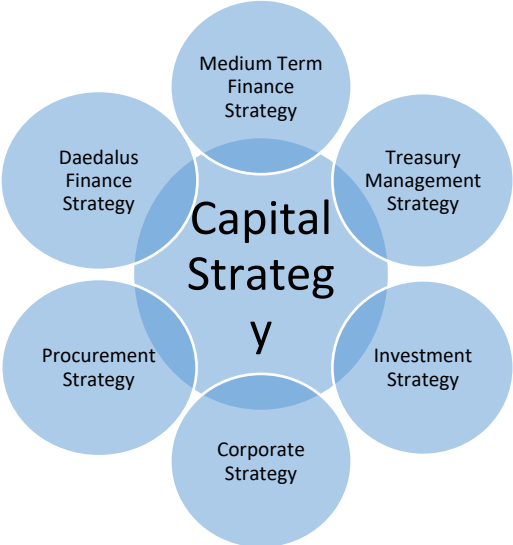 Medium Term
Finance
Strategy
Daedalus
Finance
Strategy
Treasury
Management
Strategy
Capital
Strateg
y
Procurement
Strategy
Investment
Strategy
Corporate
Strategy